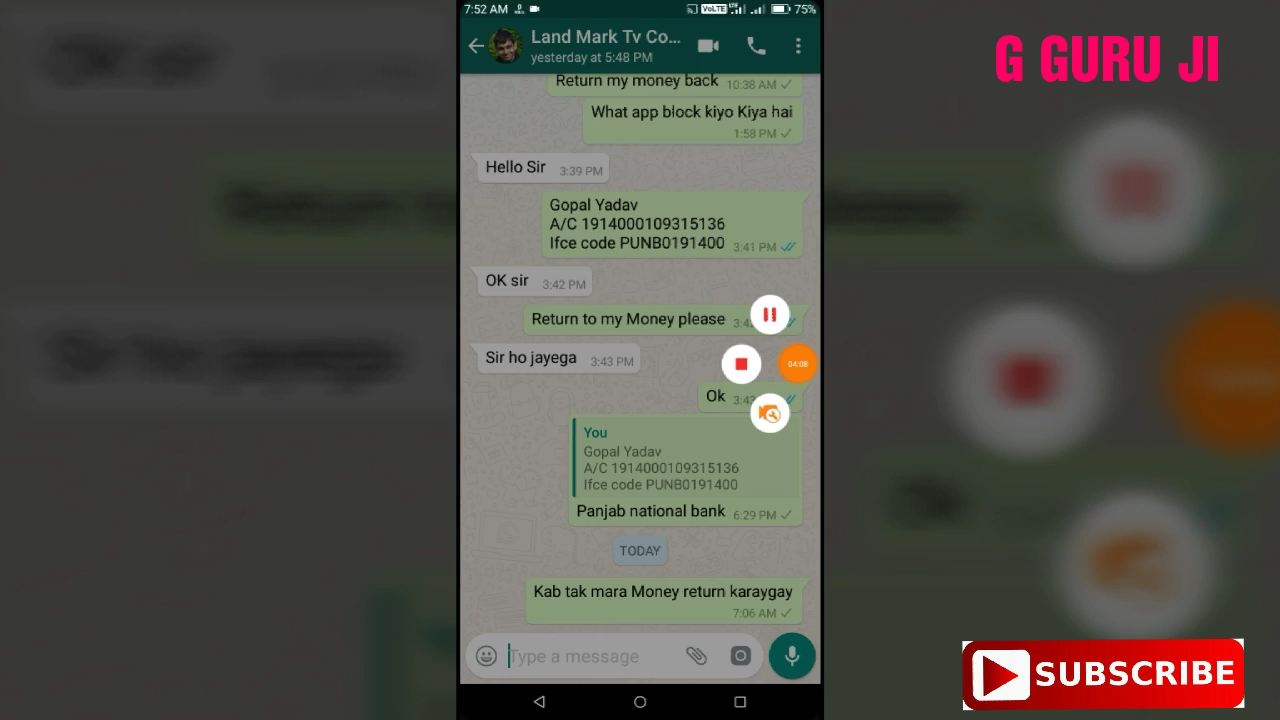 7:52 AM
VoLTE LTE 75%
Land Mark Tv Co...
yesterday at 5:48 PM
G GURU JI
Return my money back 10:38 AM
What app block kiyo Kiya hai
1:58 PM
Hello Sir 3:39 PM
Gopal Yadav
A/C 1914000109315136
Ifce code PUNB0191400 3:41 PM
OK sir 3:42 PM
Return to my Money please
Sir ho jayega 3:43 PM
04:08
Ok
You
Gopal Yadav
A/C 1914000109315136
Ifce code PUNB0191400
Panjab national bank 6:29 PM
TODAY
Kab tak mara Money return karaygay
7:06 AM
Type a message
SUBSCRIBE